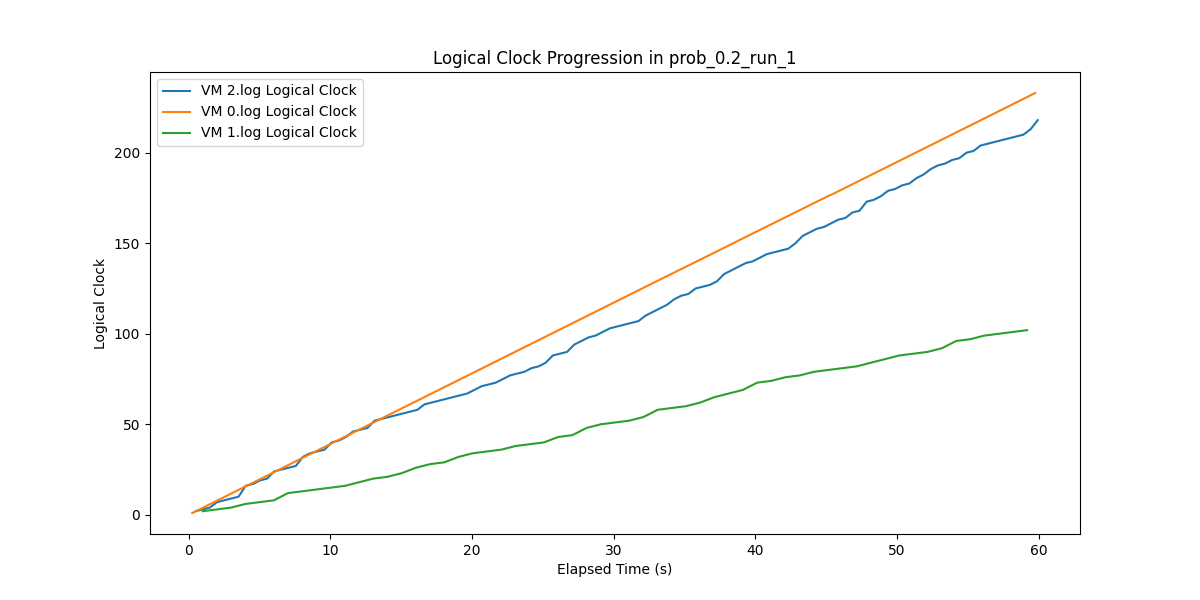 Logical Clock Progression in prob_0.2_run_1
VM 2.log Logical Clock
VM 0.log Logical Clock
VM 1.log Logical Clock
Logical Clock
200
150
100
50
0
0 10 20 30 40 50 60
Elapsed Time (s)